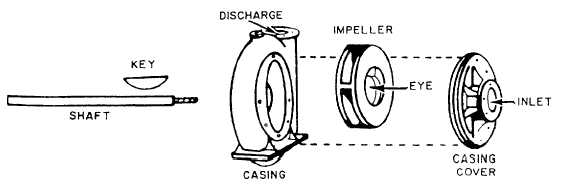 DISCHARGE
IMPELLER
KEY
EYE
INLET
SHAFT
CASING
CASING
COVER